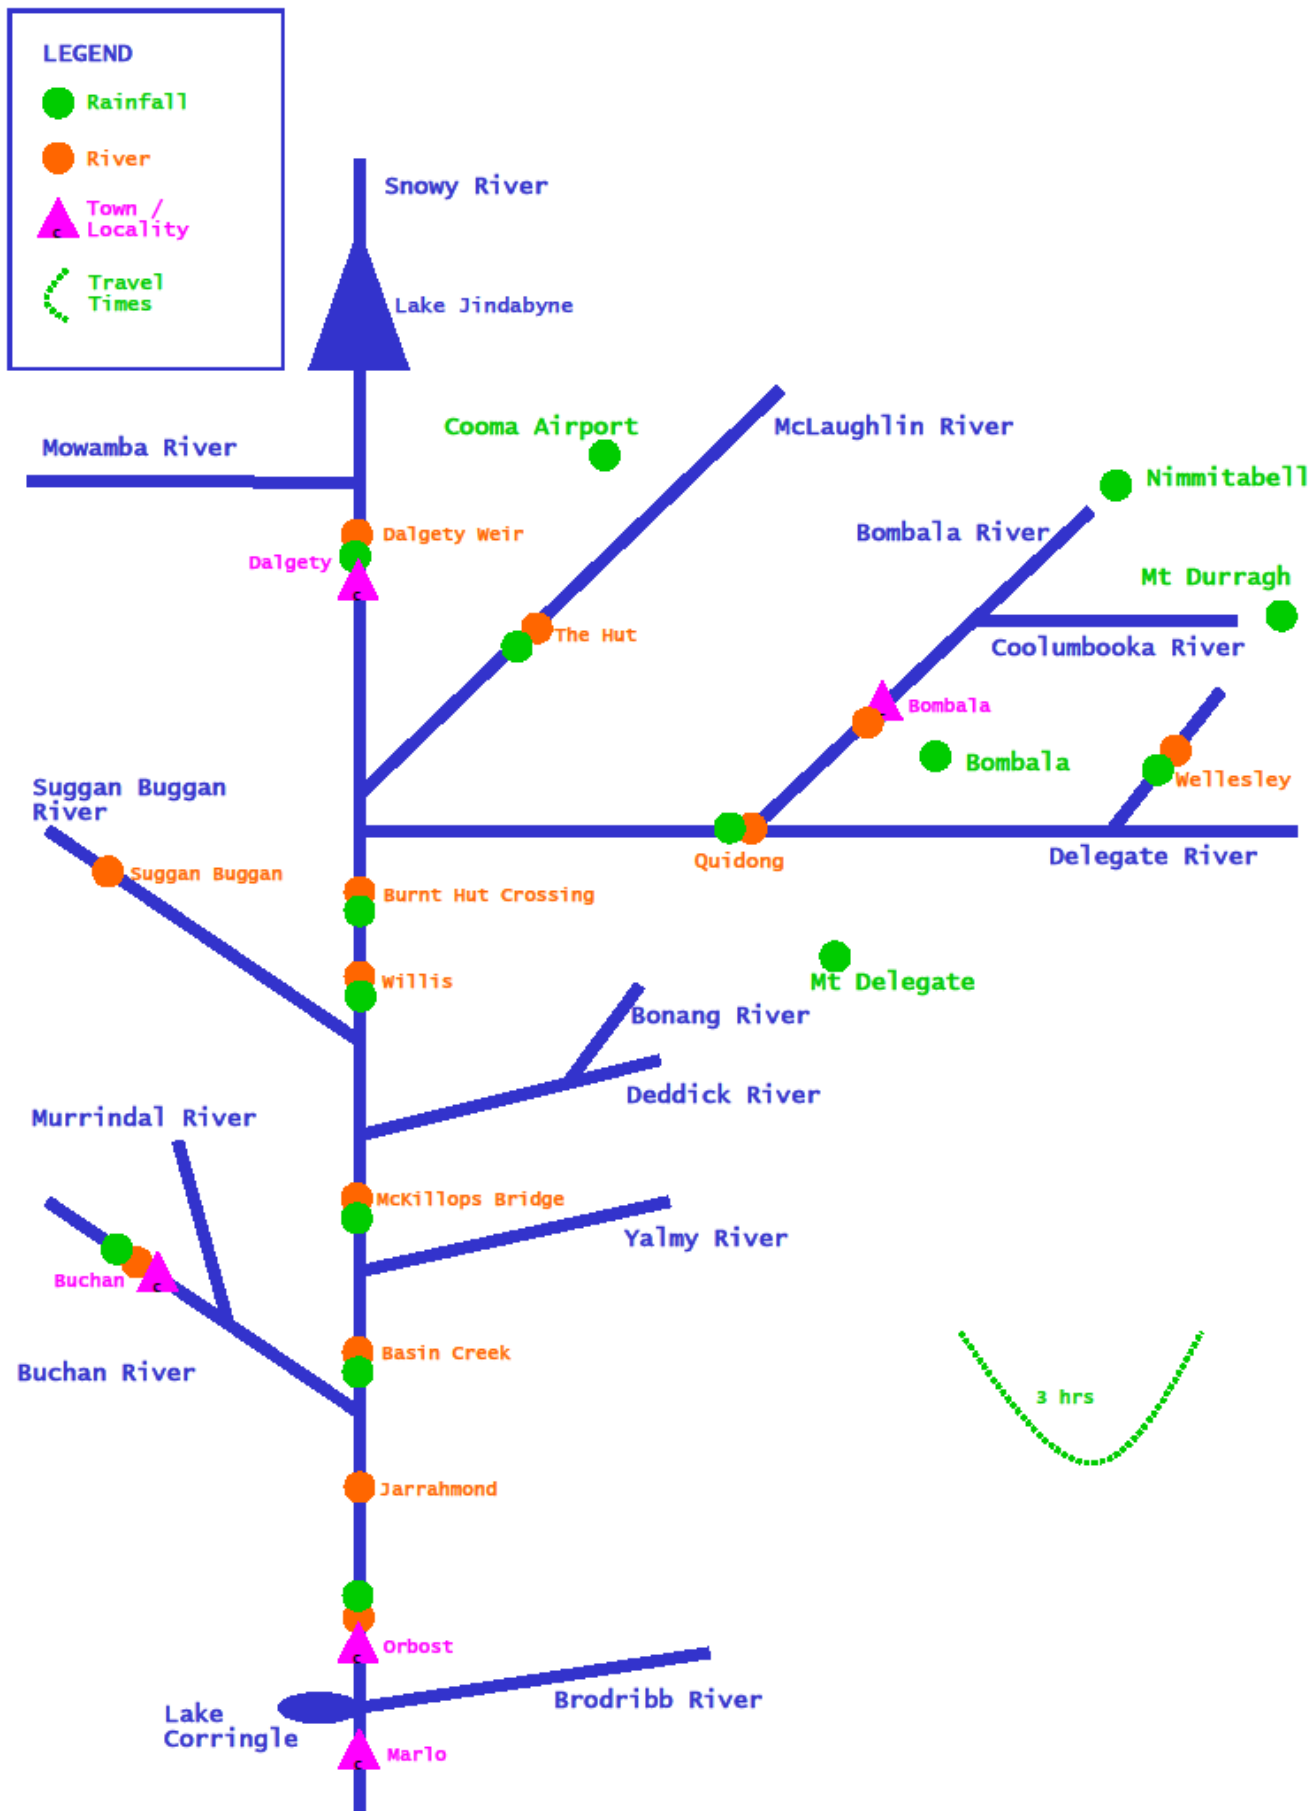 LEGEND
Rainfall
River
Town /
Locality
c
Travel
Times
Snowy River
Lake Jindabyne
Cooma Airport
McLaughlin River
Mowamba River
Nimmitabell
Bombala River
Dalgety Weir
Dalgety
c
Mt Durragh
The Hut
Coolumbooka River
Bombala
c
Bombala
Wellesley
Suggan Buggan
River
Quidong
Delegate River
Suggan Buggan
Burnt Hut Crossing
Willis
Mt Delegate
Bonang River
Deddick River
Murrindal River
McKillops Bridge
Yalmy River
Buchan
c
Basin Creek
Buchan River
3 hrs
Jarrahmond
Orbost
c
Brodribb River
Lake
Corringle
Marlo
c